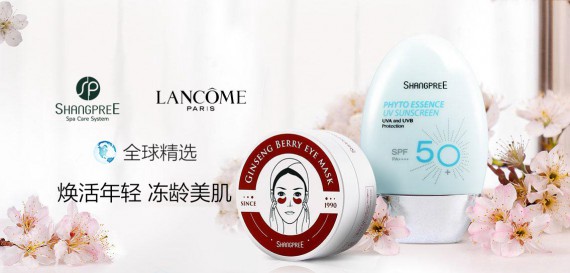 SP
SHANGPREE
Spa Care System
LANCÔME
PARIS
全球精选
焕活年轻 冻龄美肌
GINSENG BERRY EYE MASK
SINCE 1990
SHANGPREE
SHANGPREE
PHYTO ESSENCE
UV SUNSCREEN
UVA and UVB
Protection
SPF 50+